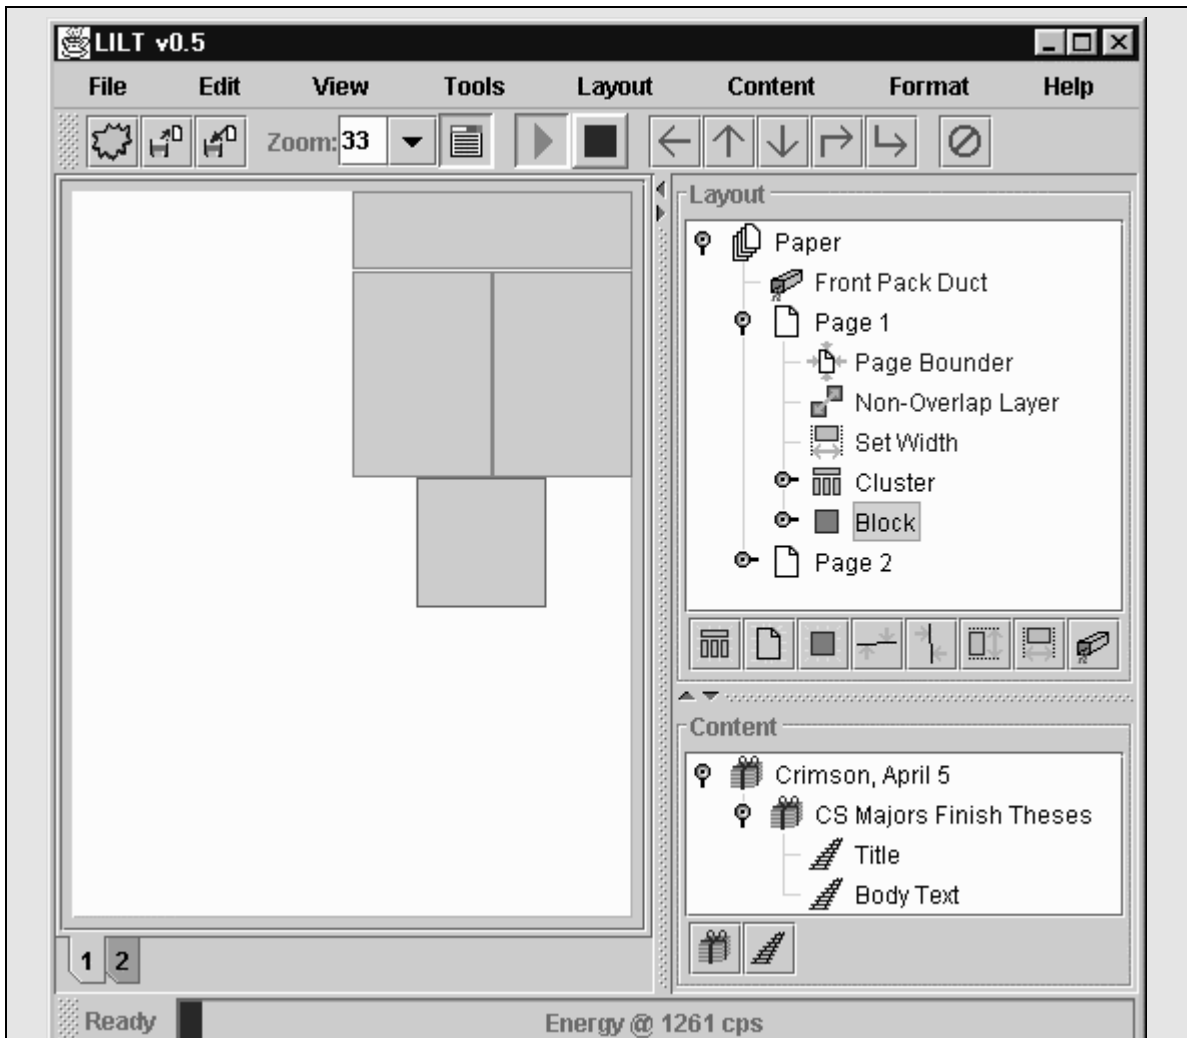 LILT v0.5
File Edit View Tools Layout Content Format Help
Zoom: 33
Layout
Paper
Front Pack Duct
Page 1
Page Bounder
Non-Overlap Layer
Set Width
Cluster
Block
Page 2
Content
Crimson, April 5
CS Majors Finish Theses
Title
Body Text
1 2
Ready Energy @ 1261 cps